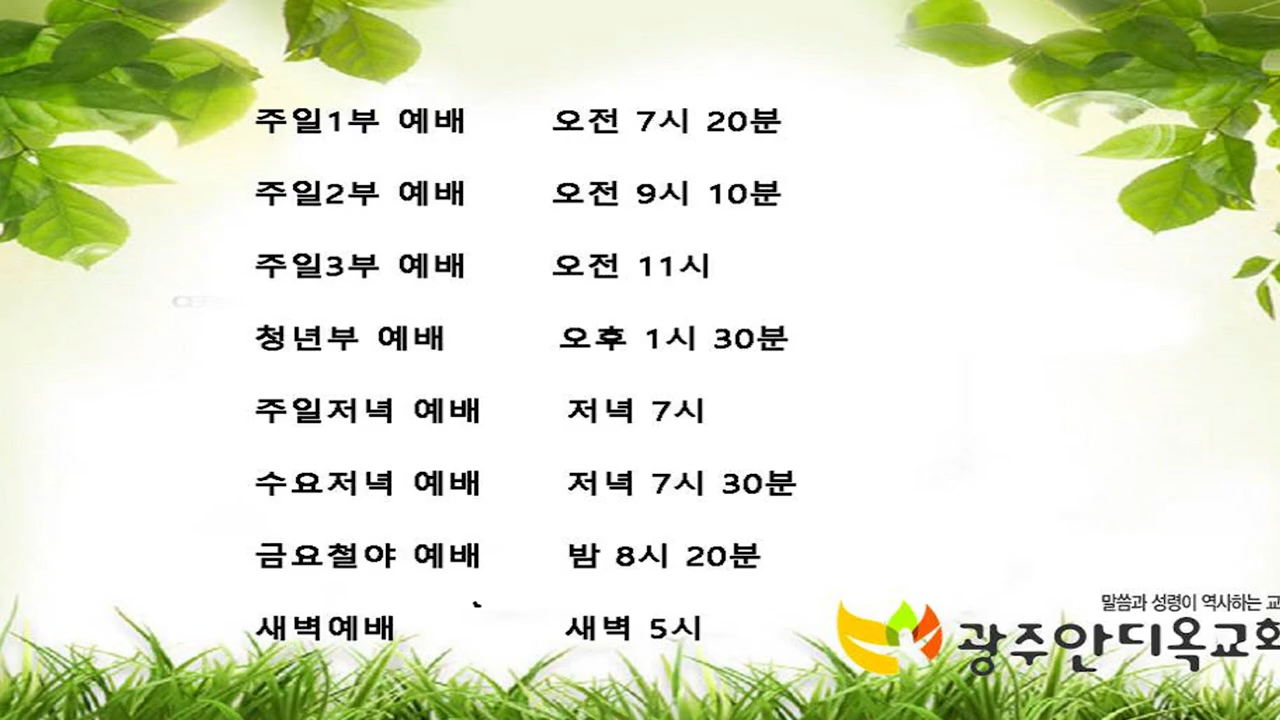 주일1부 예배 오전 7시 20분
주일2부 예배 오전 9시 10분
주일3부 예배 오전 11시
청년부 예배 오후 1시 30분
주일저녁 예배 저녁 7시
수요저녁 예배 저녁 7시 30분
금요철야 예배 밤 8시 20분
새벽예배 새벽 5시
말씀과 성령이 역사하는 교
광주안디옥교회